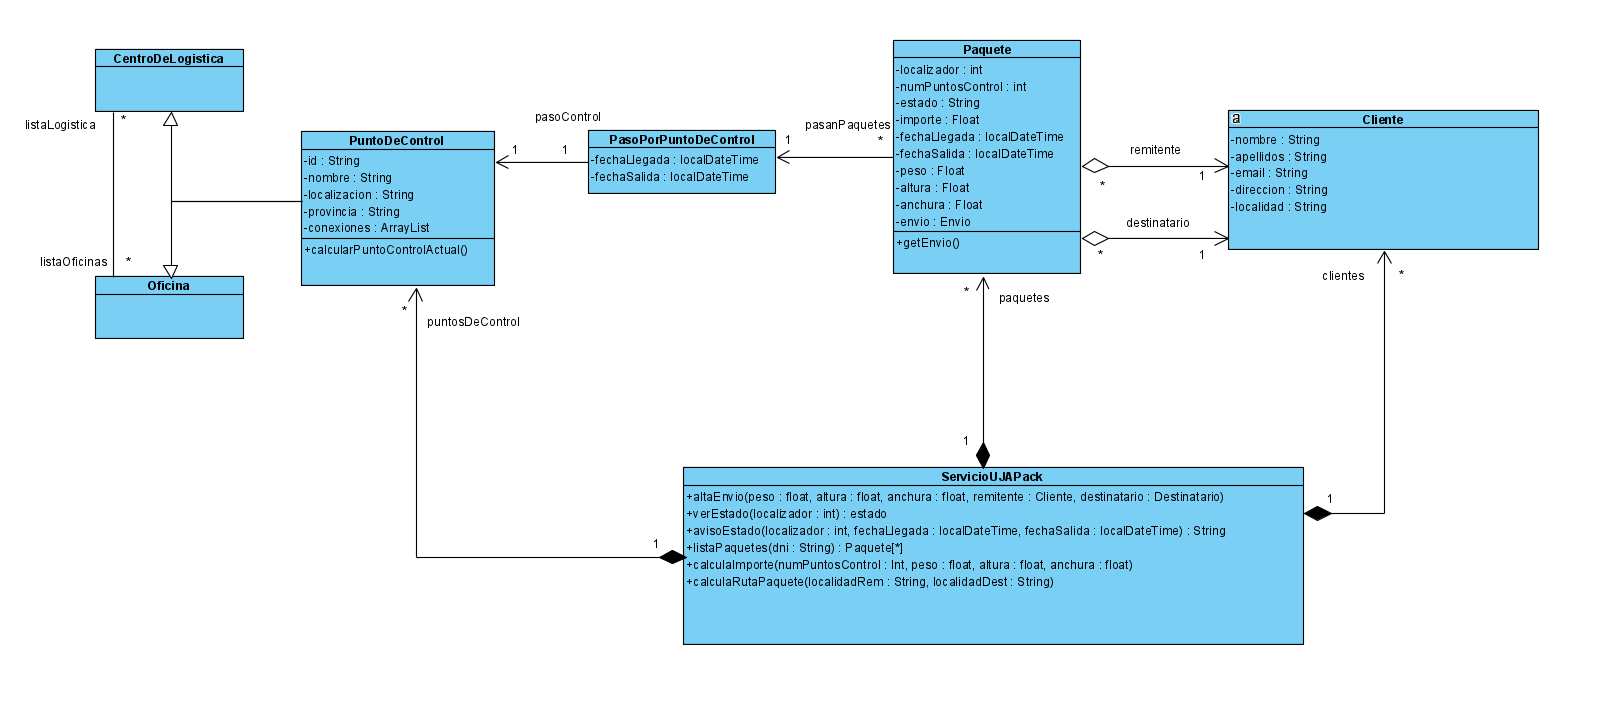 CentroDeLogistica
listaLogistica
*
listaOficinas
*
Oficina
PuntoDeControl
-id : String
-nombre : String
-localizacion : String
-provincia : String
-conexiones : ArrayList
+calcularPuntoControlActual()
*
puntosDeControl
pasoControl
1
1
PasoPorPuntoDeControl
-fechaLlegada : localDateTime
-fechaSalida : localDateTime
1
pasanPaquetes
*
Paquete
-localizador : int
-numPuntosControl : int
-estado : String
-importe : Float
-fechaLlegada : localDateTime
-fechaSalida : localDateTime
-peso : Float
-altura : Float
-anchura : Float
-envio : Envio
+getEnvio()
*
paquetes
remitente
*
1
destinatario
*
1
a
Cliente
-nombre : String
-apellidos : String
-email : String
-direccion : String
-localidad : String
clientes
*
1
1
1
ServicioUJAPack
+altaEnvio(peso : float, altura : float, anchura : float, remitente : Cliente, destinatario : Destinatario)
+verEstado(localizador : int) : estado
+avisoEstado(localizador : int, fechaLlegada : localDateTime, fechaSalida : localDateTime) : String
+listaPaquetes(dni : String) : Paquete[*]
+calculaImporte(numPuntosControl : Int, peso : float, altura : float, anchura : float)
+calculaRutaPaquete(localidadRem : String, localidadDest : String)